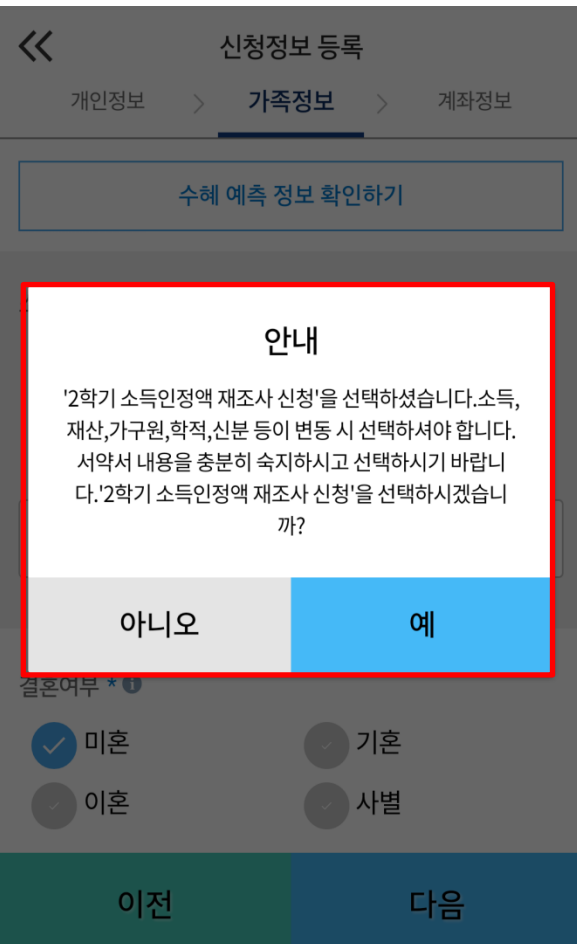 신청정보 등록
개인정보 > 가족정보 > 계좌정보
수혜 예측 정보 확인하기
안내
'2학기 소득인정액 재조사 신청'을 선택하셨습니다.소득,
재산,가구원,학적,신분 등이 변동 시 선택하셔야 합니다.
서약서 내용을 충분히 숙지하시고 선택하시기 바랍니
다.'2학기 소득인정액 재조사 신청'을 선택하시겠습니
까?
아니오 예
결혼여부 *
미혼 기혼
이혼 사별
이전 다음